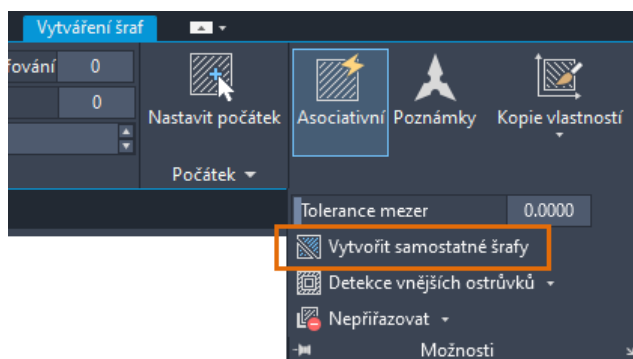 Vytváření šraf
fování 0
0
Nastavit počátek
Asociativní
Poznámky
Kopie vlastností
Počátek
Tolerance mezer 0.0000
Vytvořit samostatné šrafy
Detekce vnějších ostrůvků
Nepřiřazovat
Možnosti